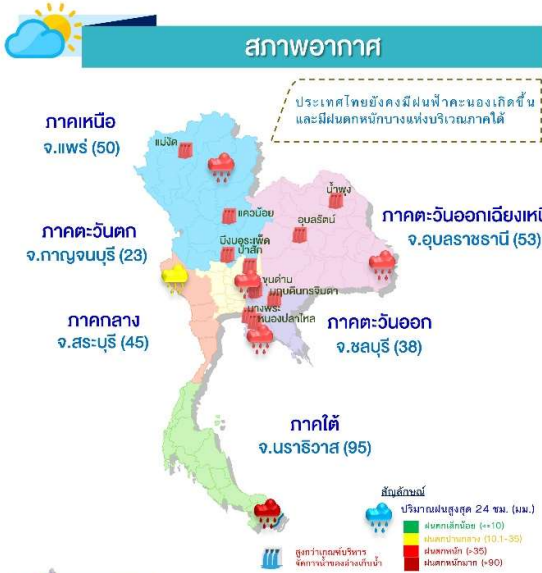 สภาพอากาศ
ประเทศไทยยังคงมีฝนฟ้าคะนองเกิดขึ้น
และมีฝนตกหนักบางแห่งบริเวณภาคใต้
ภาคเหนือ
จ.แพร่ (50)
แม่งัด
น้ำพุง
แควน้อย
อุบลรัตน์
ภาคตะวันออกเฉียงเหนื
จ.อุบลราชธานี (53)
ภาคตะวันตก
จ.กาญจนบุรี (23)
บึงบอระเพ็ด
ป่าสัก
ขุนด่าน
นฤบดินทรจินดา
บางพระ
หนองปลาไหล
ภาคกลาง
จ.สระบุรี (45)
ภาคตะวันออก
จ.ชลบุรี (38)
ภาคใต้
จ.นราธิวาส (95)
สัญลักษณ์
ปริมาณฝนสูงสุด 24 ชม. (มม.)
ฝนตกเล็กน้อย (<=10)
ฝนตกปานกลาง (10.1-35)
ฝนตกหนัก (>35)
ฝนตกหนักมาก (>90)
สูงกว่าเกณฑ์บริหาร
จัดการน้ำของอ่างเก็บน้ำ